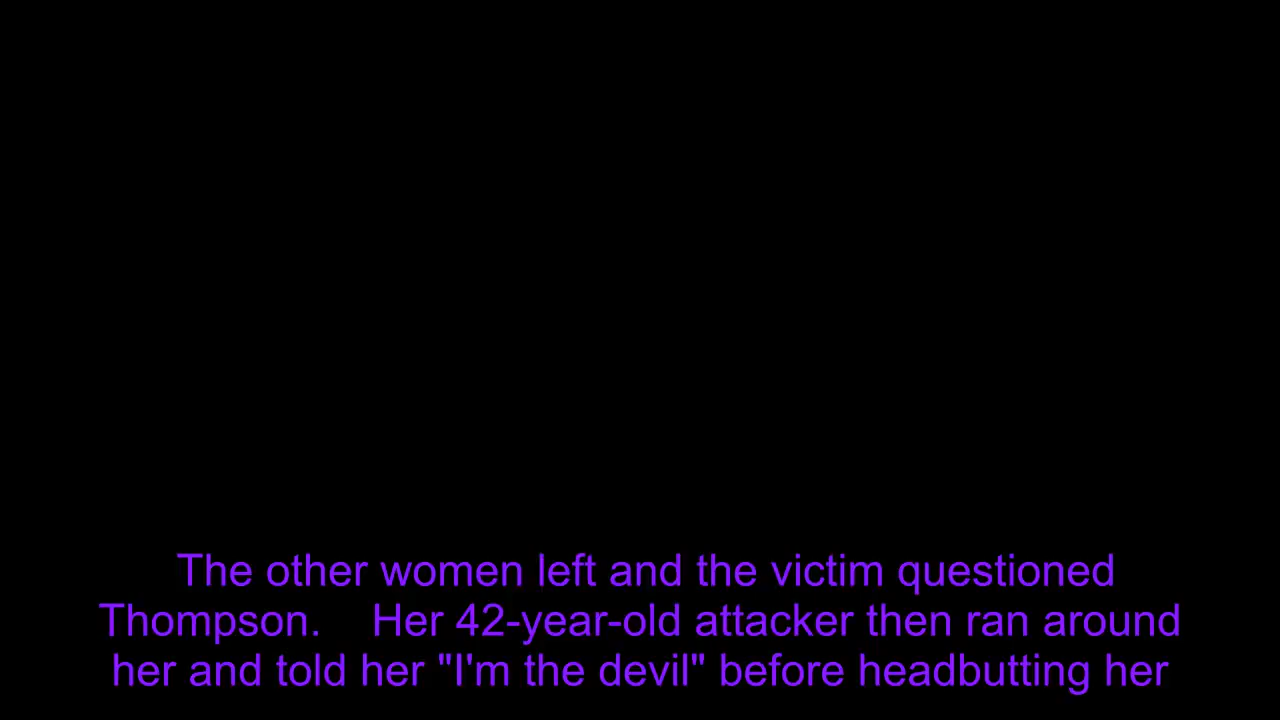 The other women left and the victim questioned
Thompson.    Her 42-year-old attacker then ran around
her and told her "I'm the devil" before headbutting her